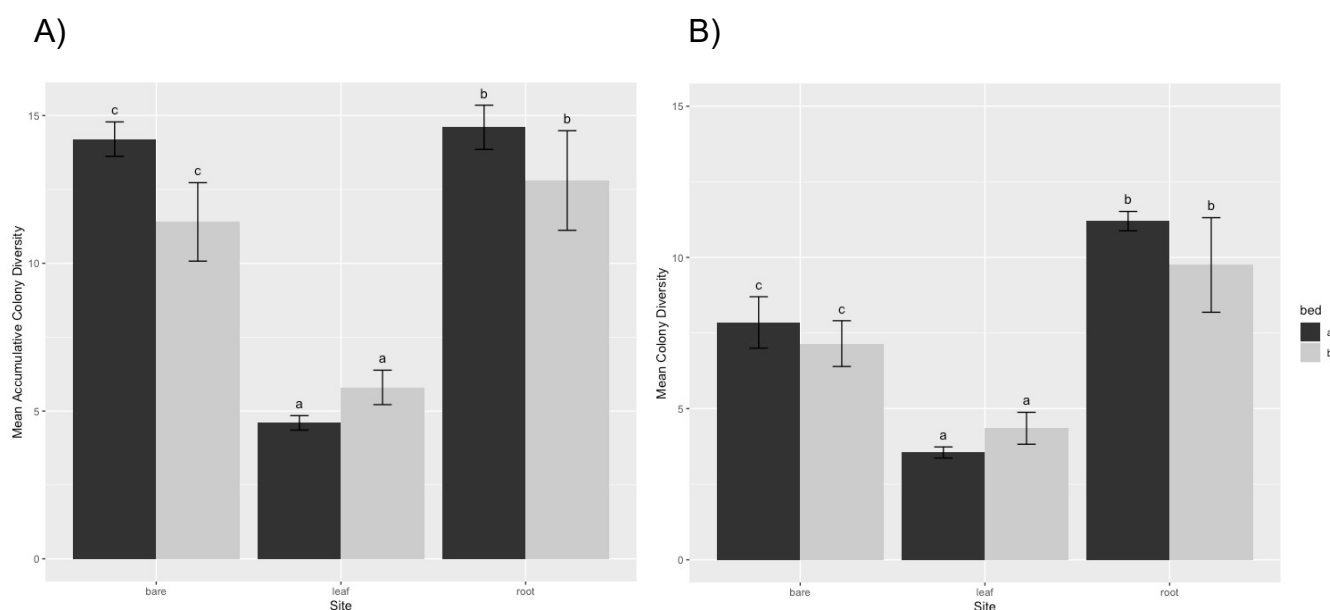 A)
B)
Mean Accumulative Colony Diversity
15
10
5
0
c
c
a
a
b
b
bare
leaf
root
Site
Mean Colony Diversity
15
10
5
0
c
c
a
a
b
b
bare
leaf
root
Site
bed